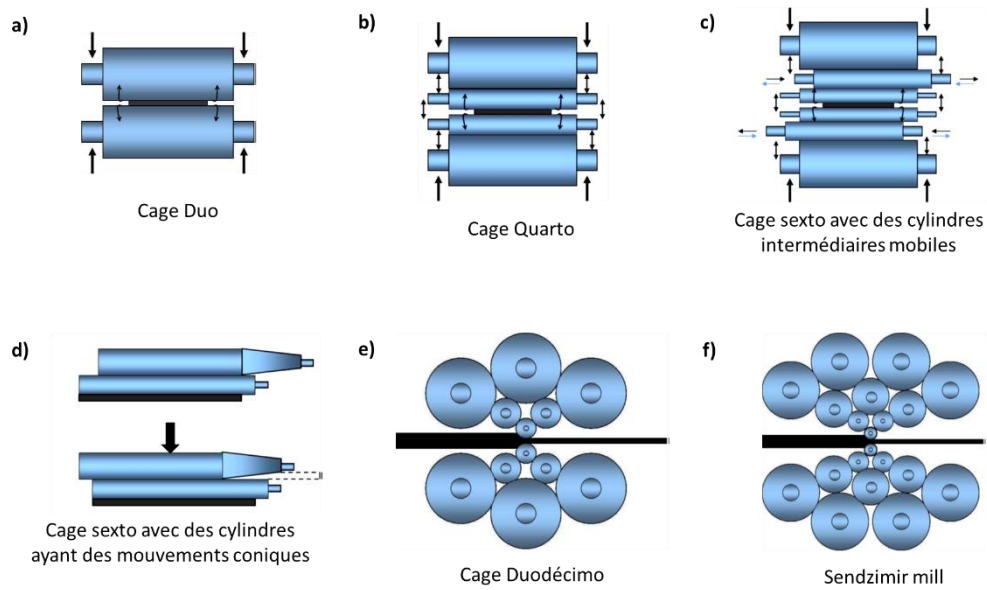 a)
b)
c)
Cage Duo
Cage Quarto
Cage sexto avec des cylindres
intermédiaires mobiles
d)
e)
f)
Cage sexto avec des cylindres
ayant des mouvements coniques
Cage Duodécimo
Sendzimir mill